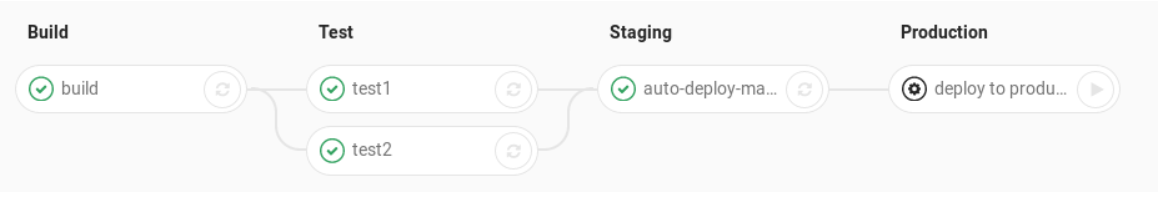 Build
Test
Staging
Production
build
test1
auto-deploy-ma...
deploy to produ...
test2